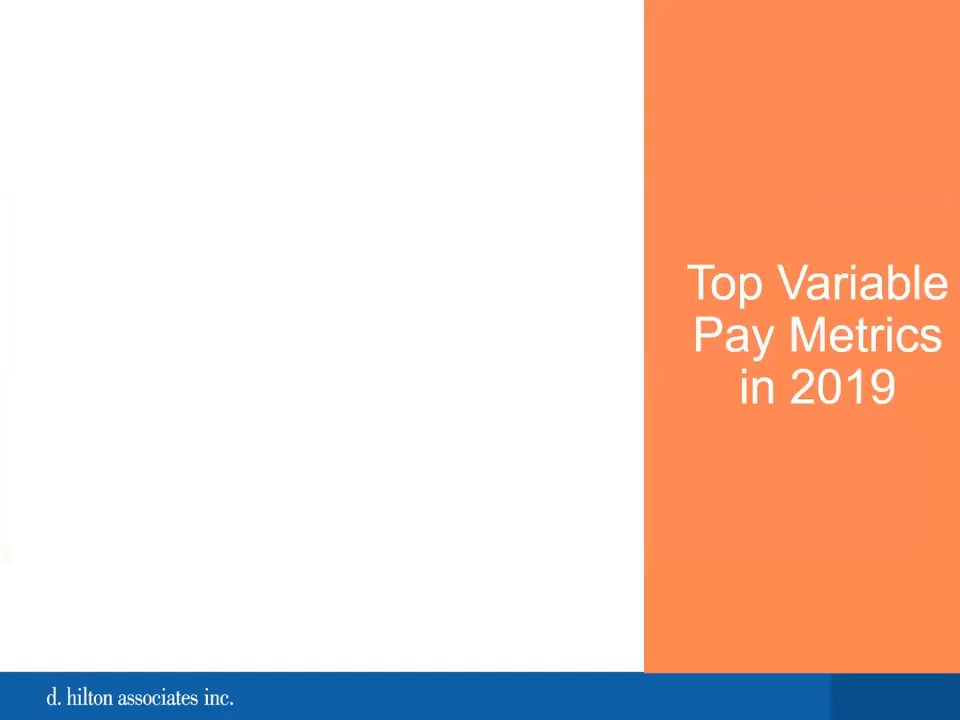 Top Variable
Pay Metrics
in 2019
d. hilton associates inc.